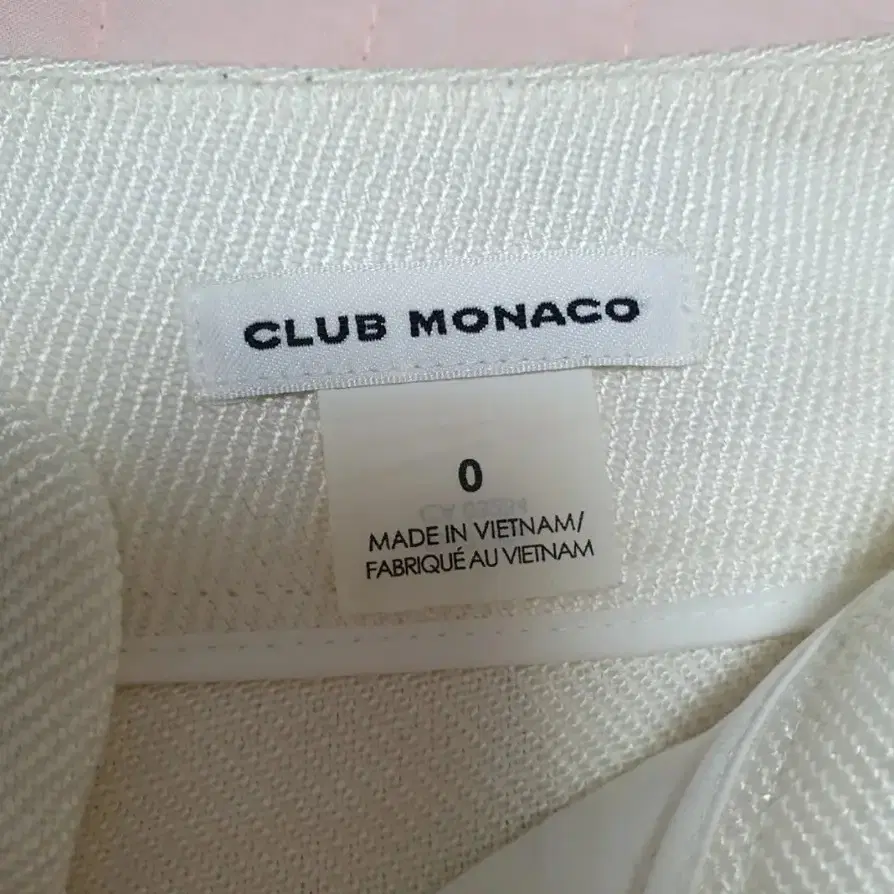 CLUB MONACO
0
MADE IN VIETNAM/
FABRIQUÉ AU VIETNAM